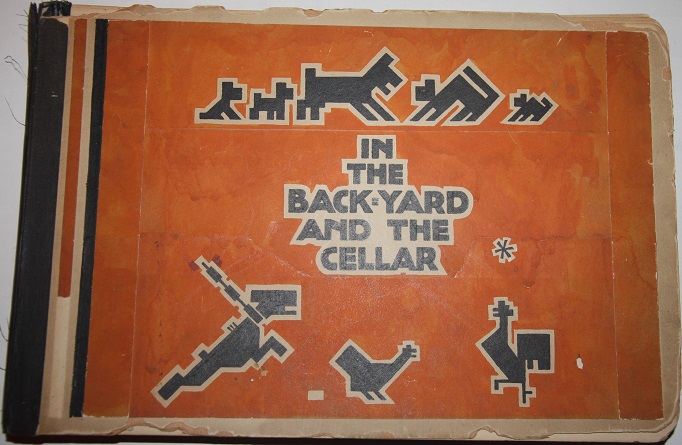 IN
THE
BACK-YARD
AND THE
CELLAR